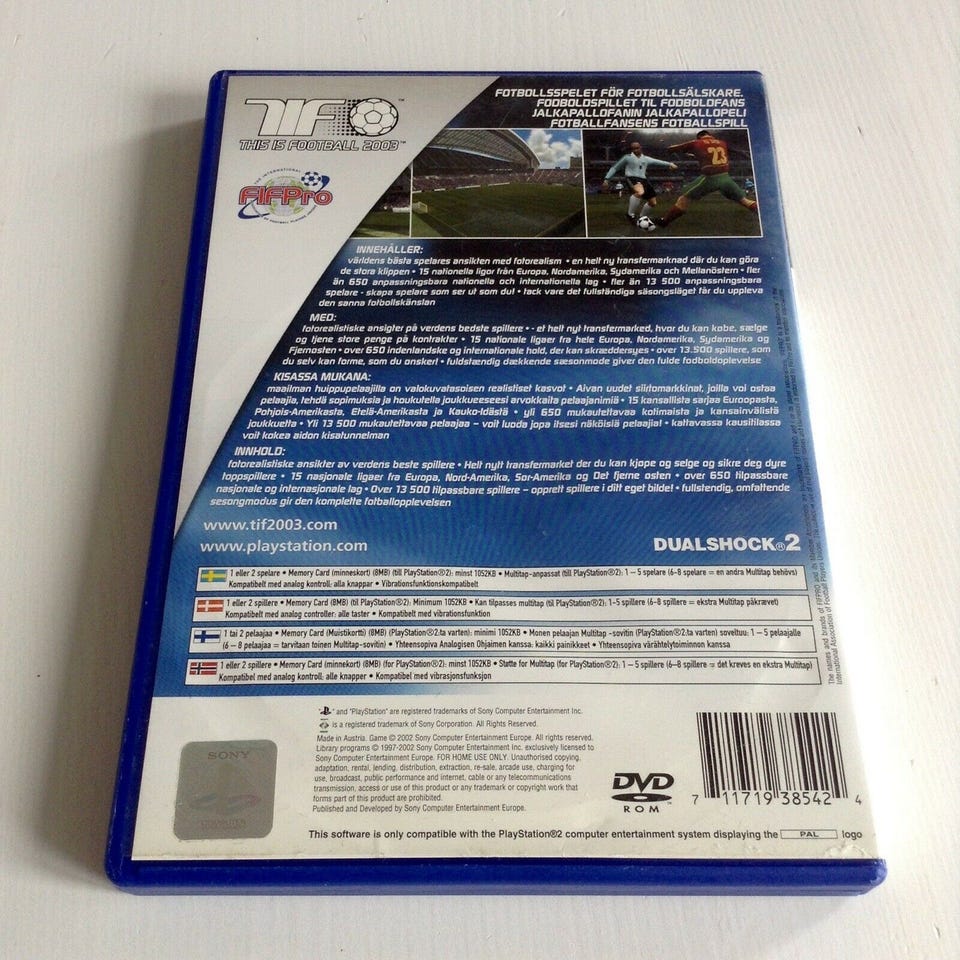 TIF
THIS IS FOOTBALL 2003™
THE INTERNATIONAL
FIFPro
FOTBOLLSSPELET FÖR FOTBOLLSÄLSKARE.
FODBOLDSPILLET TIL FODBOLDFANS
JALKAPALLOFANIN JALKAPALLOPELI
FOTBALLFANSENS FOTBALLSPILL
23
INNEHÅLLER:
världens bästa spelares ansikten med fotorealism • en helt ny transfermarknad där du kan göra
de stora klippen • 15 nationella ligor från Europa, Nordamerika, Sydamerika och Mellanöstern • fler
än 650 anpassningsbara nationella och internationella lag • fler än 13 500 anpassningsbara
spelare - skapa spelare som ser ut som du! • tack vare det fullständiga säsongsläget får du uppleva
den sanna fotbollskänslan
MED:
fotorealistiske ansigter på verdens bedste spillere • - et helt nyt transfermarked, hvor du kan købe, sælge
og tjene store penge på kontrakter • 15 nationale ligaer fra hele Europa, Nordamerika, Sydamerika og
Fjernøsten • over 650 indenlandske og internationale hold, der kan skræddersyes • over 13.500 spillere, som
du selv kan forme, som du ønsker! • fuldstændig dækkende sæsonmode giver den fulde fodboldoplevelse
KISASSA MUKANA:
maailman huippupelaajilla on valokuvatasoisen realistiset kasvot • Aivan uudet siirtomarkkinat, joilla voi ostaa
pelaajia, tehdä sopimuksia ja houkutella joukkueeseesi arvokkaita pelaajanimiä • 15 kansallista sarjaa Euroopasta,
Pohjois-Amerikasta, Etelä-Amerikasta ja Kauko-Idästä • yli 650 mukautettavaa kotimaista ja kansainvälistä
joukkuetta • Yli 13 500 mukautettavaa pelaajaa – voit luoda jopa itsesi näköisiä pelaajia! • kattavassa kausitilassa
voit kokea aidon kisatunnelman
INNHOLD:
fotorealistiske ansikter av verdens beste spillere • Helt nytt transfermarket der du kan kjøpe og selge og sikre deg dyre
toppspillere • 15 nasjonale ligaer fra Europa, Nord-Amerika, Sør-Amerika og Det fjerne østen • over 650 tilpassbare
nasjonale og internasjonale lag • Over 13 500 tilpassbare spillere – opprett spillere i ditt eget bilde! • fullstendig, omfattende
sesongmodus gir den komplette fotballopplevelsen
www.tif2003.com
www.playstation.com
DUALSHOCK®2
1 eller 2 spelare • Memory Card (minneskort) (8MB) (till PlayStation®2): minst 1052KB • Multitap-anpassat (till PlayStation®2): 1 – 5 spelare (6-8 spelare = en andra Multitap behövs)
Kompatibelt med analog kontroll: alla knappar • Vibrationsfunktionskompatibelt
1 eller 2 spillere • Memory Card (8MB) (til PlayStation®2): Minimum 1052KB • Kan tilpasses multitap (til PlayStation®2): 1-5 spillere (6-8 spillere = ekstra Multitap påkrævet)
Kompatibelt med analog controller: alle taster • Kompatibelt med vibrationsfunktion
1 tai 2 pelaajaa • Memory Card (Muistikortti) (8MB) (PlayStation®2:ta varten): minimi 1052KB • Monen pelaajan Multitap -sovitin (PlayStation®2:ta varten) soveltuu: 1 – 5 pelaajalle
(6 – 8 pelaajaa = tarvitaan toinen Multitap-sovitin) • Yhteensopiva Analogisen Ohjaimen kanssa: kaikki painikkeet • Yhteensopiva värähtelytoiminnon kanssa
1 eller 2 spillere • Memory Card (minnekort) (8MB) (for PlayStation®2): minst 1052KB • Støtte for Multitap (for PlayStation®2): 1 – 5 spillere (6-8 spillere = det kreves en ekstra Multitap)
Kompatibel med analog kontroll: alle knapper • Kompatibel med vibrasjonsfunksjon
The names and brands of FIFPRO and its
International Association of Football Players Unions.
" and "PlayStation" are registered trademarks of Sony Computer Entertainment Inc.
is a registered trademark of Sony Corporation. All Rights Reserved.
Made in Austria. Game © 2002 Sony Computer Entertainment Europe. All rights reserved.
Library programs © 1997-2002 Sony Computer Entertainment Inc. exclusively licensed to
Sony Computer Entertainment Europe. FOR HOME USE ONLY. Unauthorised copying,
adaptation, rental, lending, distribution, extraction, re-sale, arcade use, charging for
use, broadcast, public performance and internet, cable or any telecommunications
transmission, access or use of this product or any trademark or copyright work that
forms part of this product are prohibited.
Published and Developed by Sony Computer Entertainment Europe.
SONY
COMPUTER
DVD
ROM
7 11719 38542 4
This software is only compatible with the PlayStation®2 computer entertainment system displaying the PAL logo